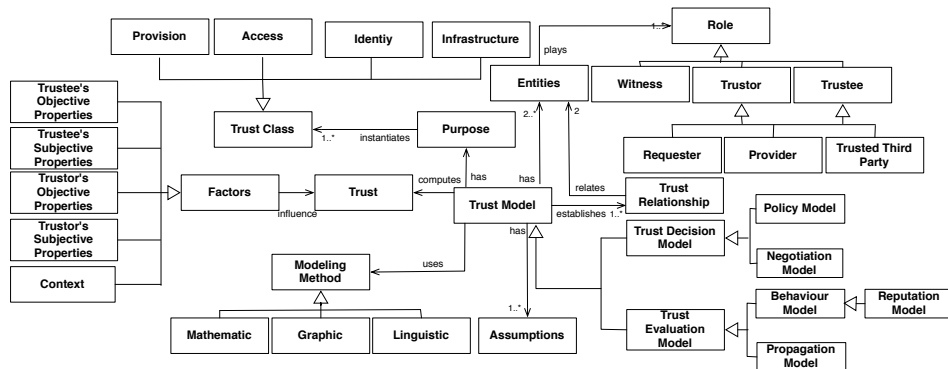 Provision
Access
Identiy
Infrastructure
1..*
Role
plays
Entities
Witness
Trustor
Trustee
Trustee's
Objective
Properties
Trustee's
Subjective
Properties
Trustor's
Objective
Properties
Trustor's
Subjective
Properties
Context
Trust Class
1..*
instantiates
Purpose
2..*
2
Requester
Provider
Trusted Third
Party
Factors
influence
Trust
computes
has
has
relates
Trust Model
establishes
1..*
Trust
Relationship
has
Policy Model
Trust Decision
Model
Negotiation
Model
Modeling
Method
uses
Behaviour
Model
Reputation
Model
1..*
Trust
Evaluation
Model
Propagation
Model
Mathematic
Graphic
Linguistic
Assumptions